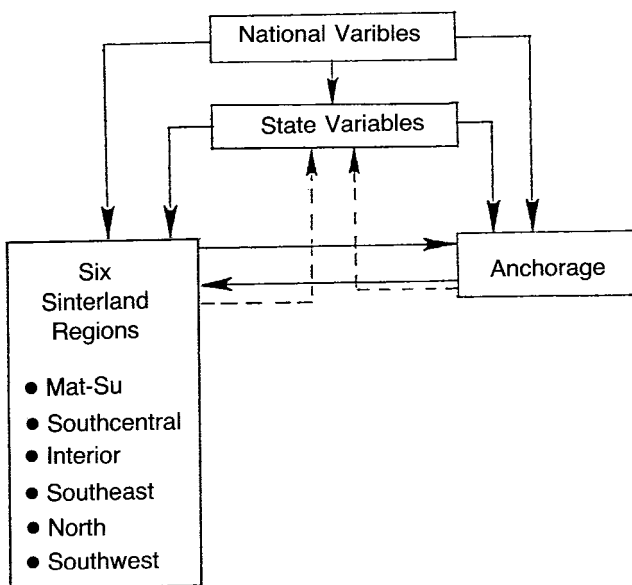 National Varibles
State Variables
Anchorage
Six
Sinterland
Regions
● Mat-Su
● Southcentral
● Interior
● Southeast
● North
● Southwest